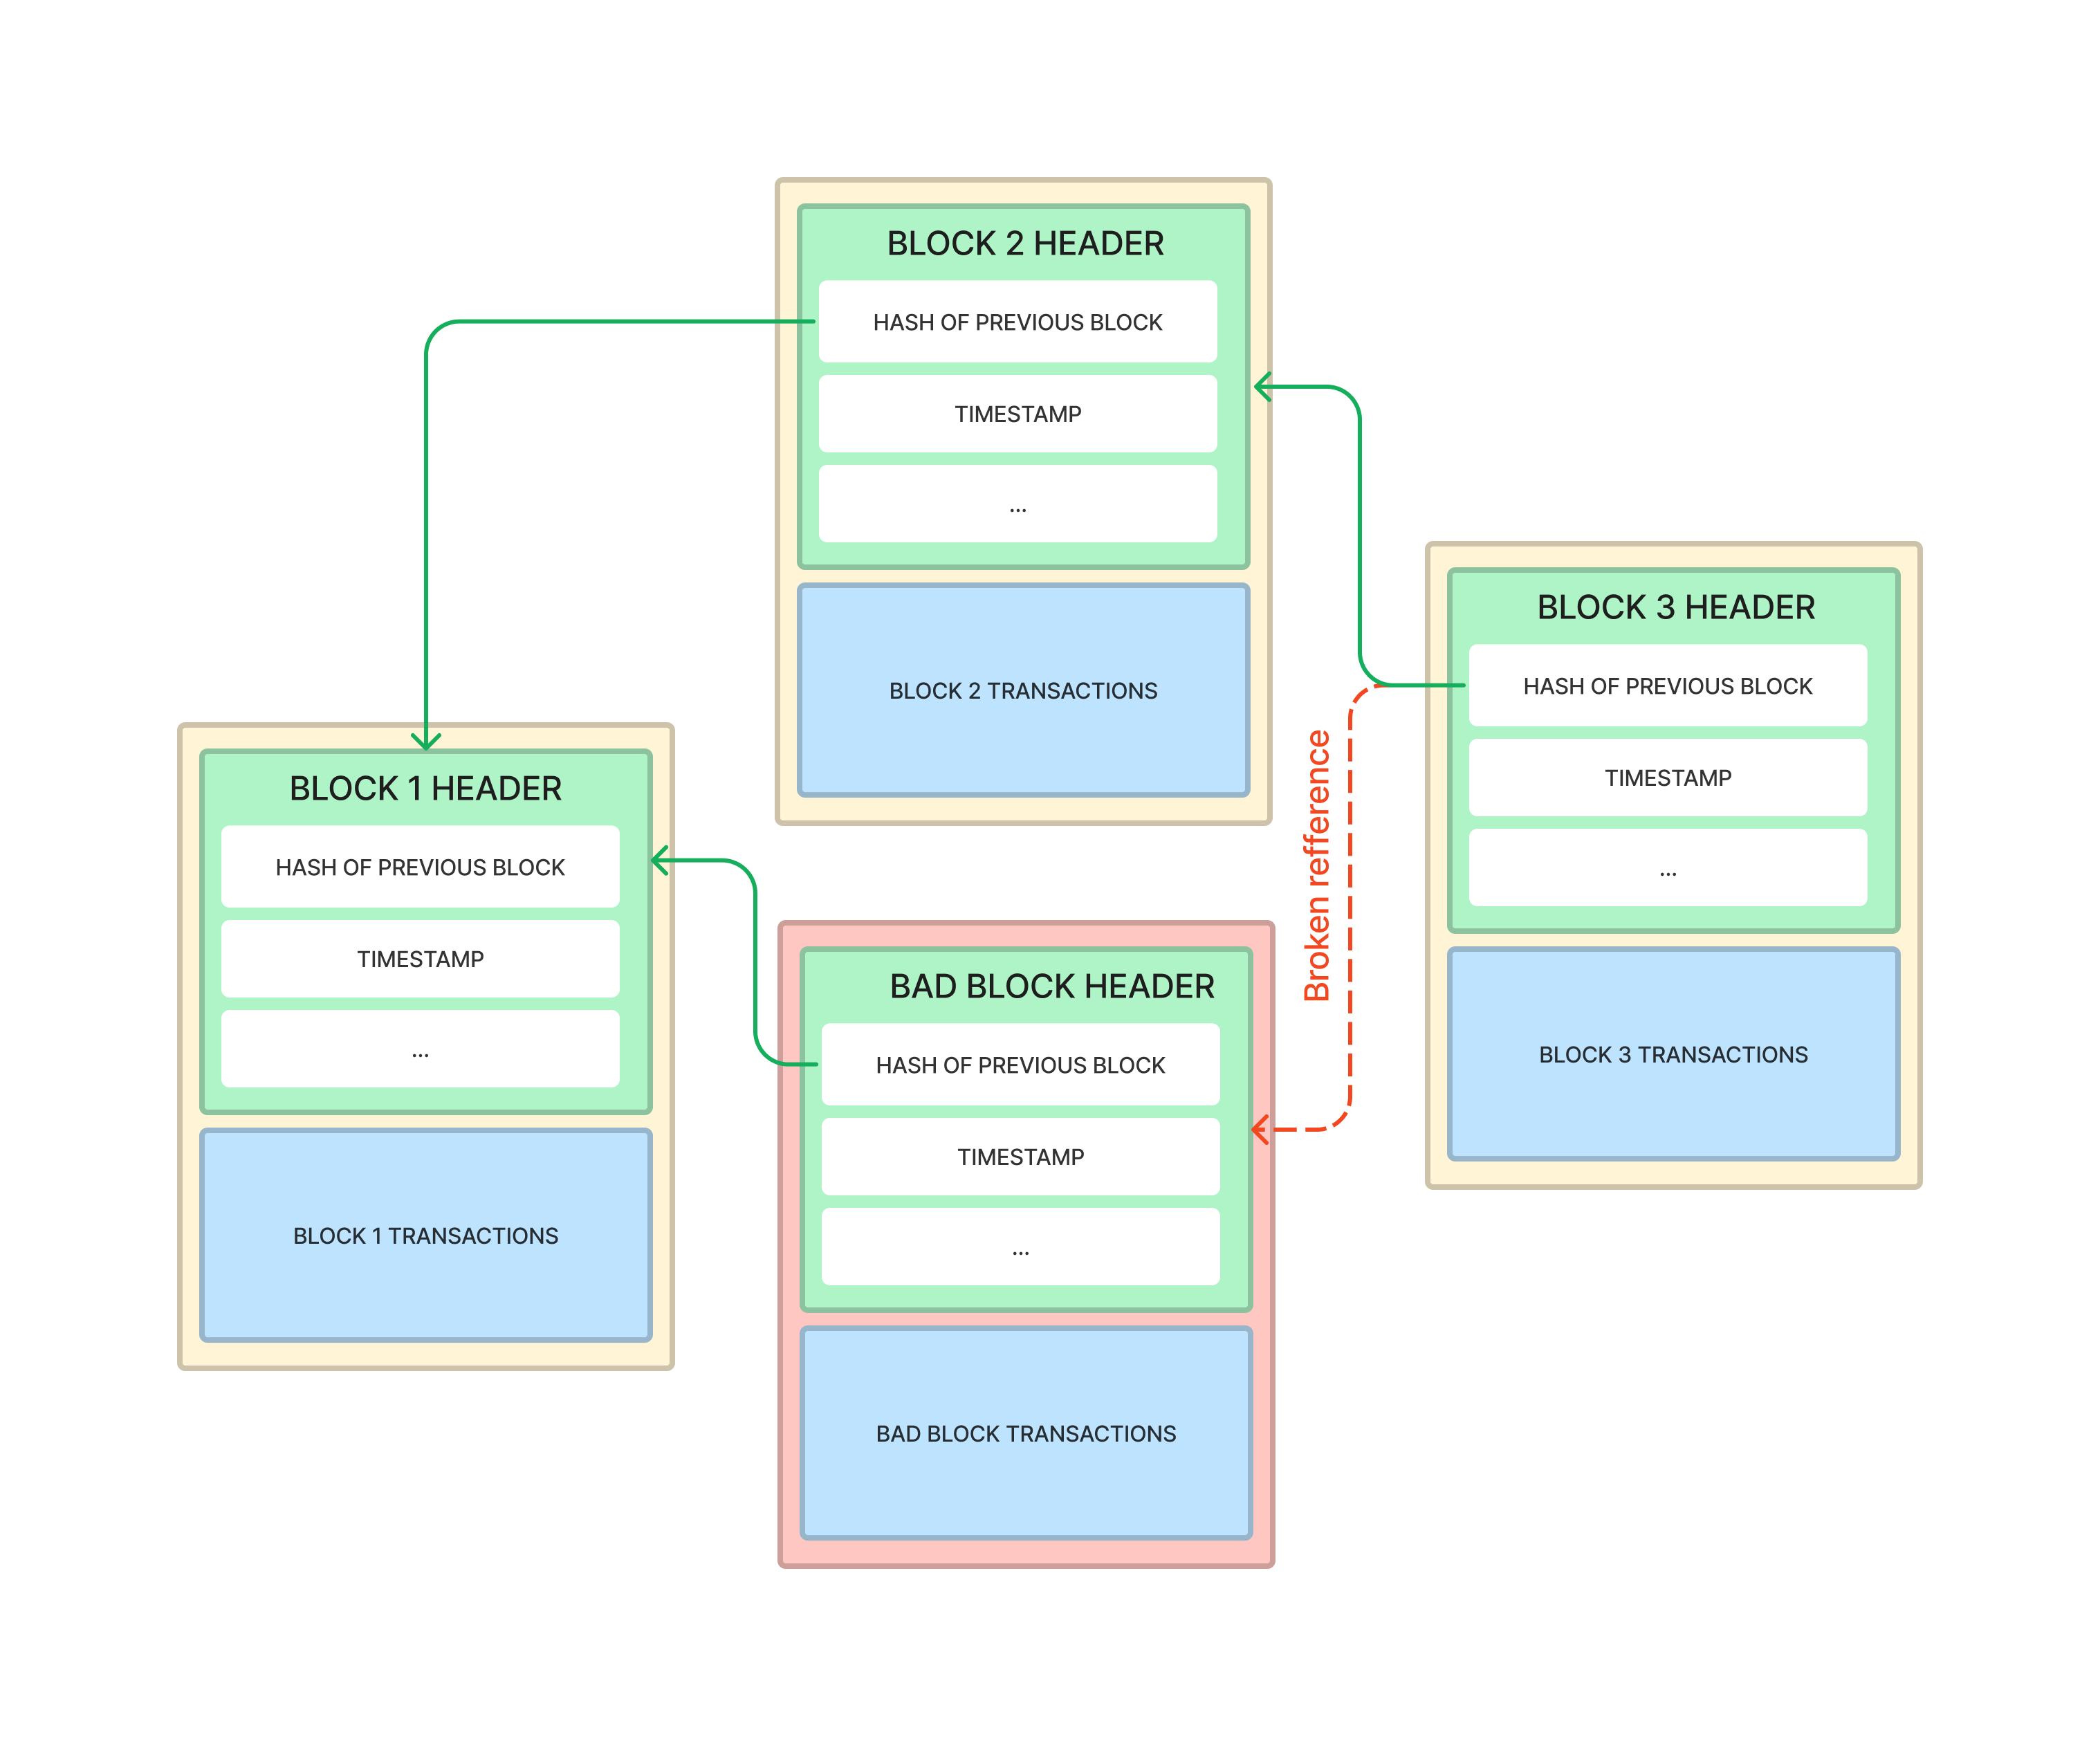 BLOCK 2 HEADER
HASH OF PREVIOUS BLOCK
TIMESTAMP
...
BLOCK 2 TRANSACTIONS
BLOCK 1 HEADER
HASH OF PREVIOUS BLOCK
TIMESTAMP
...
BLOCK 1 TRANSACTIONS
BAD BLOCK HEADER
HASH OF PREVIOUS BLOCK
TIMESTAMP
...
BAD BLOCK TRANSACTIONS
Broken refference
BLOCK 3 HEADER
HASH OF PREVIOUS BLOCK
TIMESTAMP
...
BLOCK 3 TRANSACTIONS